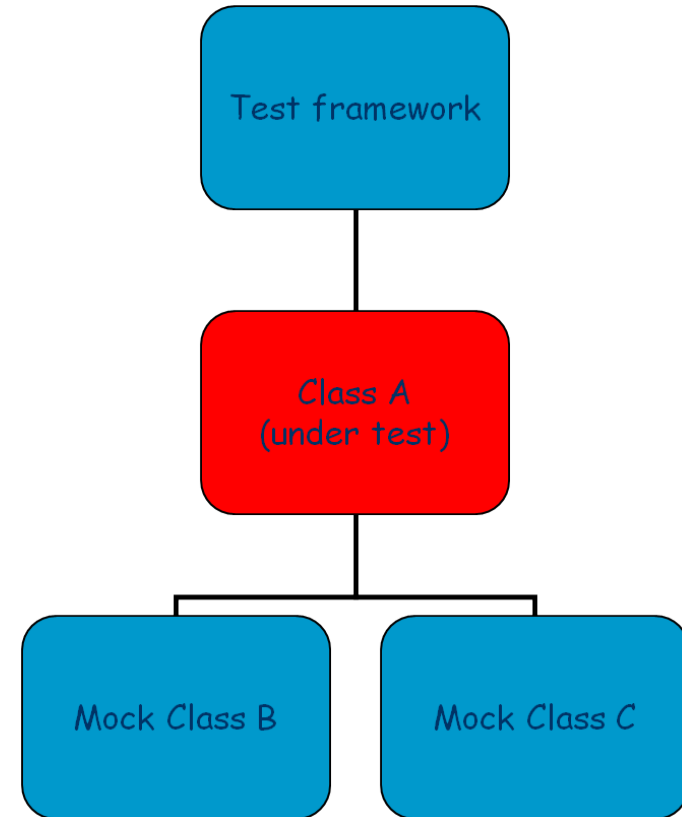 Test framework
Class A
(under test)
Mock Class B
Mock Class C